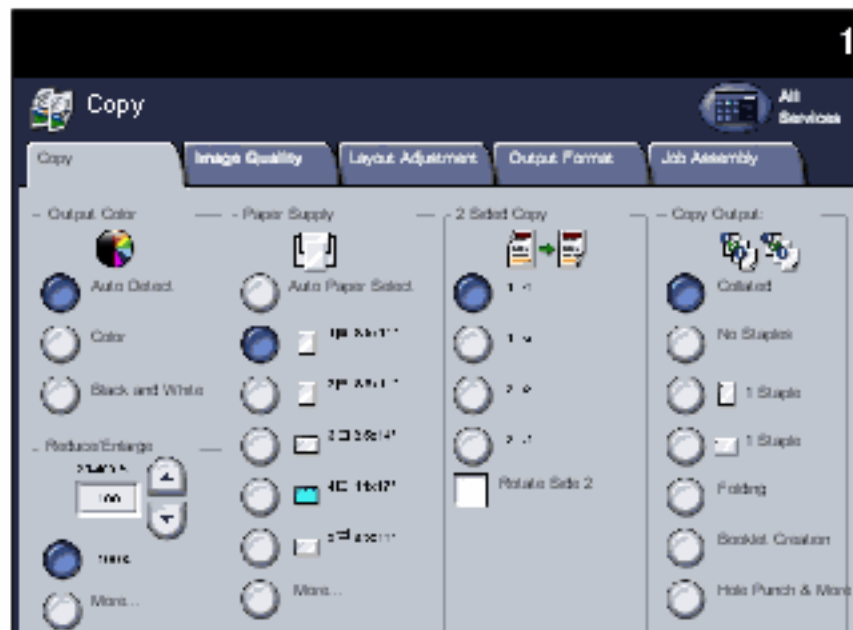 1
Copy
All
Services
Copy
Image Quality
Layout Adjustment
Output Format
Job Assembly
Output Color
Auto Detect
Color
Black and White
Reduce/Enlarge
100
100%
More...
Paper Supply
Auto Paper Select
More...
2 Sided Copy
Rotate Side 2
Copy Output:
Collated
No Staples
1 Staple
1 Staple
Folding
Booklet Creation
Hole Punch & More